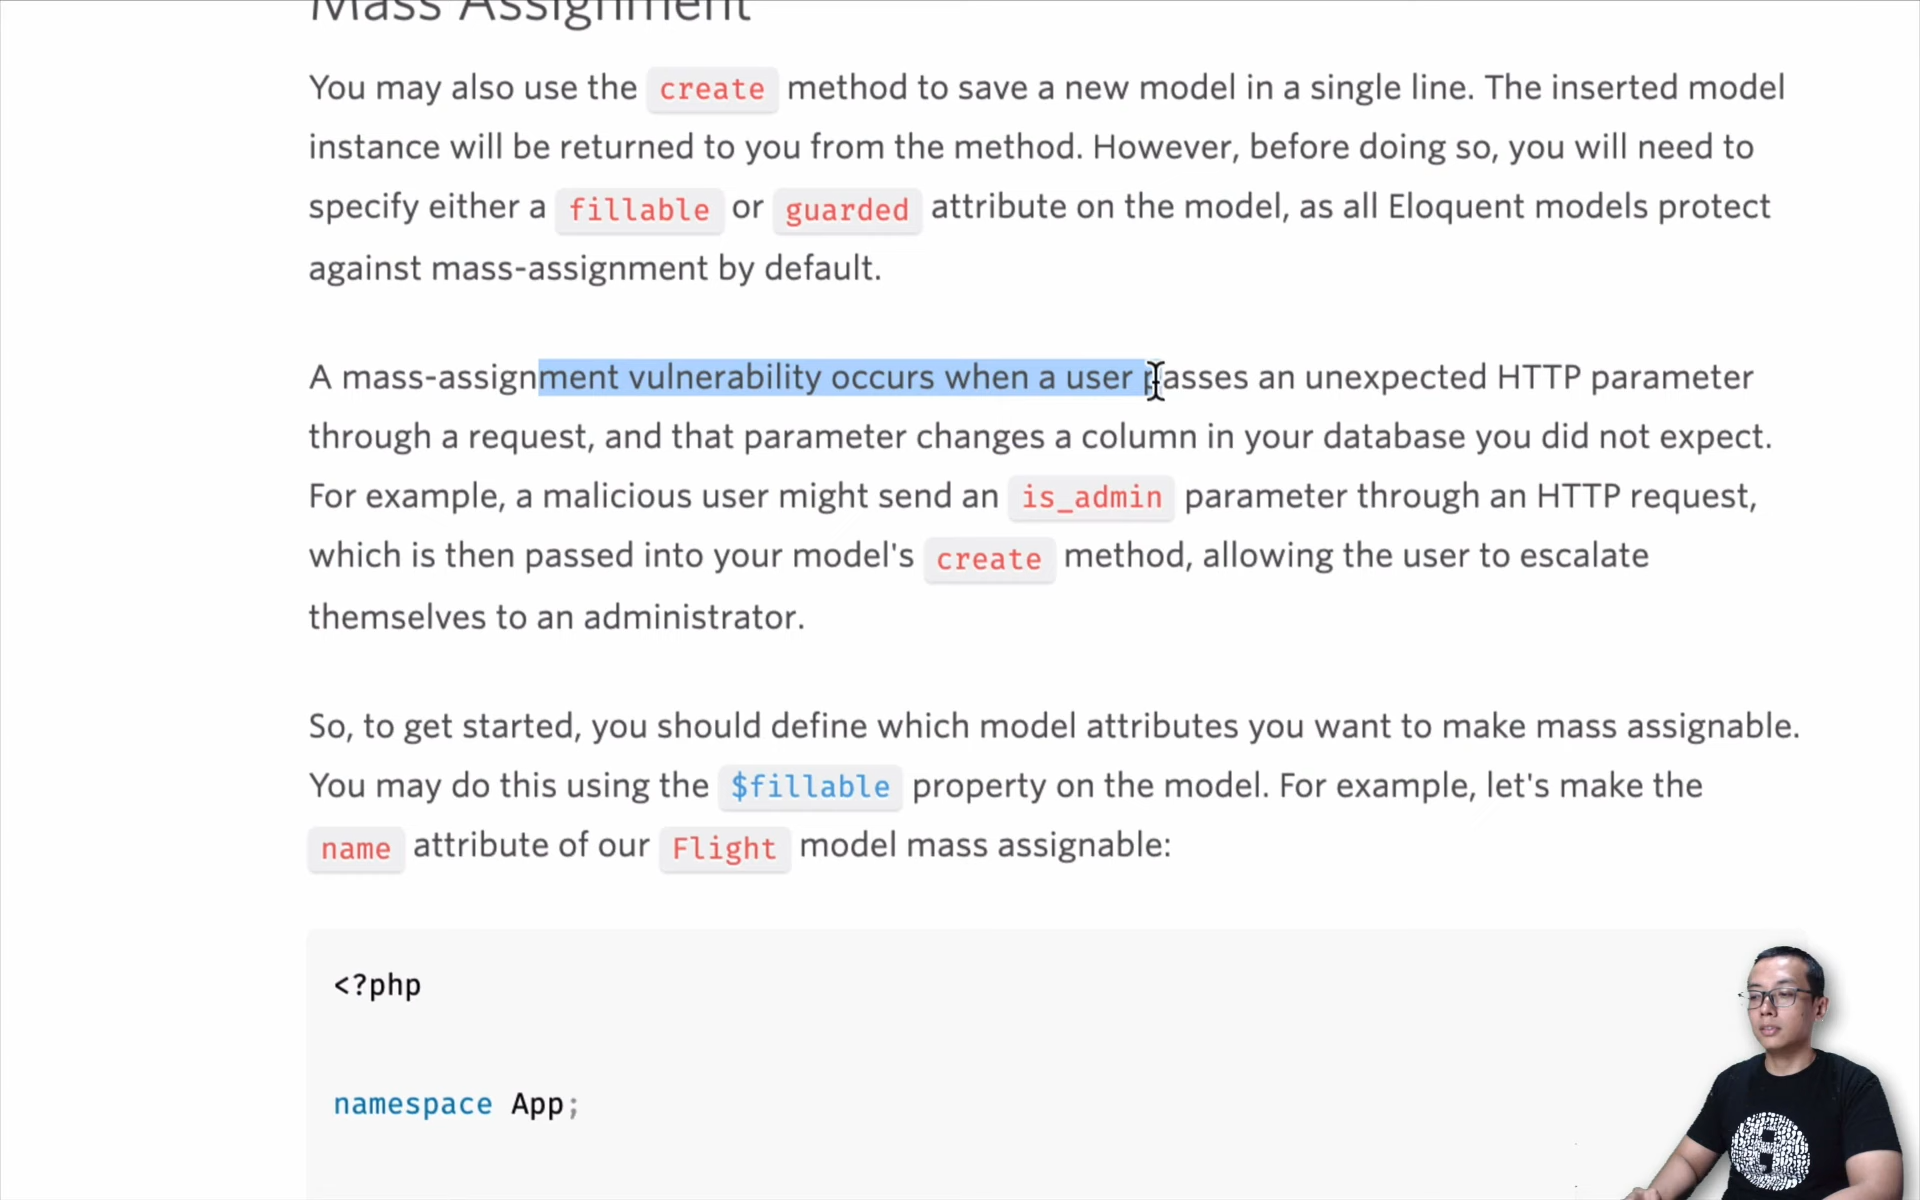 Mass Assignment
You may also use the create method to save a new model in a single line. The inserted model
instance will be returned to you from the method. However, before doing so, you will need to
specify either a fillable or guarded attribute on the model, as all Eloquent models protect
against mass-assignment by default.
A mass-assignment vulnerability occurs when a user passes an unexpected HTTP parameter
through a request, and that parameter changes a column in your database you did not expect.
For example, a malicious user might send an is_admin parameter through an HTTP request,
which is then passed into your model's create method, allowing the user to escalate
themselves to an administrator.
So, to get started, you should define which model attributes you want to make mass assignable.
You may do this using the $fillable property on the model. For example, let's make the
name attribute of our Flight model mass assignable:
<?php
namespace App;